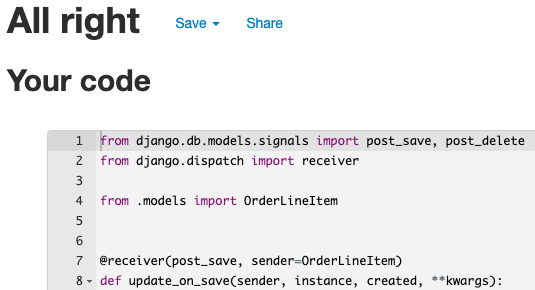 All right Save Share
Your code
1 from django.db.models.signals import post_save, post_delete
2 from django.dispatch import receiver
3
4 from .models import OrderLineItem
5
6
7 @receiver(post_save, sender=OrderLineItem)
8 def update_on_save(sender, instance, created, **kwargs):